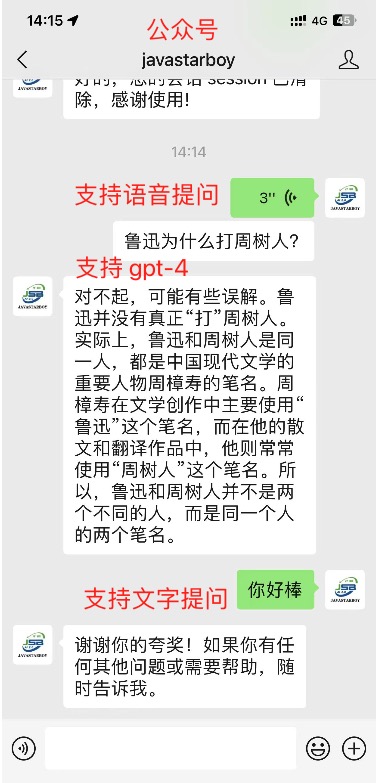 14:15
4G
45
公众号
javastarboy
好的, 您的会话 session 已清
除，感谢使用!
14:14
支持语音提问
3''
JAVASTARBOY
鲁迅为什么打周树人？
支持 gpt-4
JSB
JAVASTARBOY
对不起，可能有些误解。鲁
迅并没有真正“打”周树人。
实际上，鲁迅和周树人是同
一人，都是中国现代文学的
重要人物周樟寿的笔名。周
樟寿在文学创作中主要使用“
鲁迅”这个笔名，而在他的散
文和翻译作品中，他则常常
使用“周树人”这个笔名。所
以，鲁迅和周树人并不是两
个不同的人，而是同一个人
的两个笔名。
支持文字提问
你好棒
JSB
JAVASTARBOY
JSB
JAVASTARBOY
谢谢你的夸奖！如果你有任
何其他问题或需要帮助，随
时告诉我。